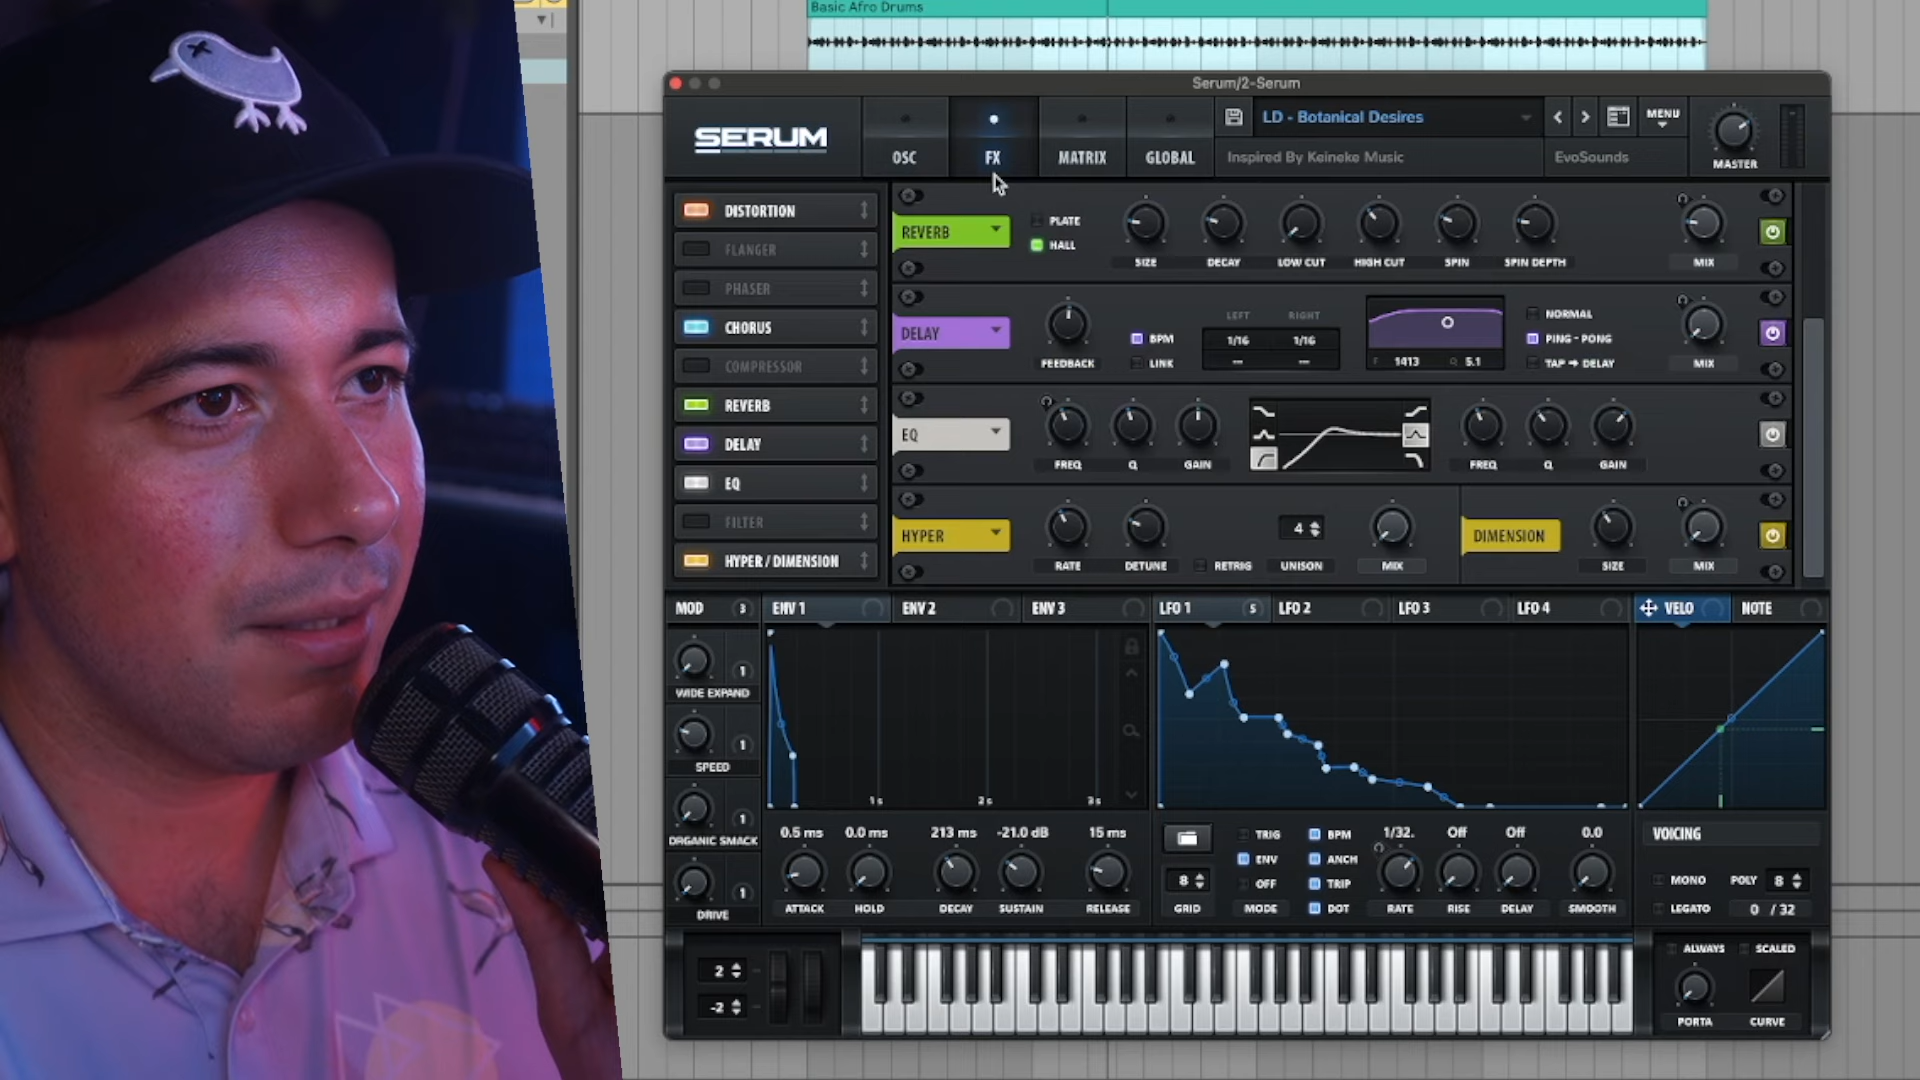 Basic Afro Drums
Serum/2-Serum
SERUM
OSC
FX
MATRIX
GLOBAL
LD - Botanical Desires
Inspired By Keineke Music
EvoSounds
MENU
MASTER
DISTORTION
FLANGER
PHASER
CHORUS
COMPRESSOR
REVERB
DELAY
EQ
FILTER
HYPER / DIMENSION
REVERB
PLATE
HALL
SIZE
DECAY
LOW CUT
HIGH CUT
SPIN
SPIN DEPTH
MIX
DELAY
FEEDBACK
BPM
LINK
LEFT
RIGHT
1/16
1/16
F 1413 Q 5.1
NORMAL
PING - PONG
TAP ➔ DELAY
MIX
EQ
FREQ
Q
GAIN
FREQ
Q
GAIN
HYPER
RATE
DETUNE
RETRIG
4
UNISON
MIX
DIMENSION
SIZE
MIX
MOD 3
ENV 1
ENV 2
ENV 3
LFO 1 5
LFO 2
LFO 3
LFO 4
VELO
NOTE
1
WIDE EXPAND
1
SPEED
1
ORGANIC SMACK
1
DRIVE
1s
2s
3s
0.5 ms
0.0 ms
213 ms
-21.0 dB
15 ms
ATTACK
HOLD
DECAY
SUSTAIN
RELEASE
8
GRID
TRIG
ENV
OFF
MODE
BPM
ANCH
TRIP
DOT
1/32.
Off
Off
0.0
RATE
RISE
DELAY
SMOOTH
VOICING
MONO
POLY 8
LEGATO
0 / 32
2
-2
ALWAYS
SCALED
PORTA
CURVE